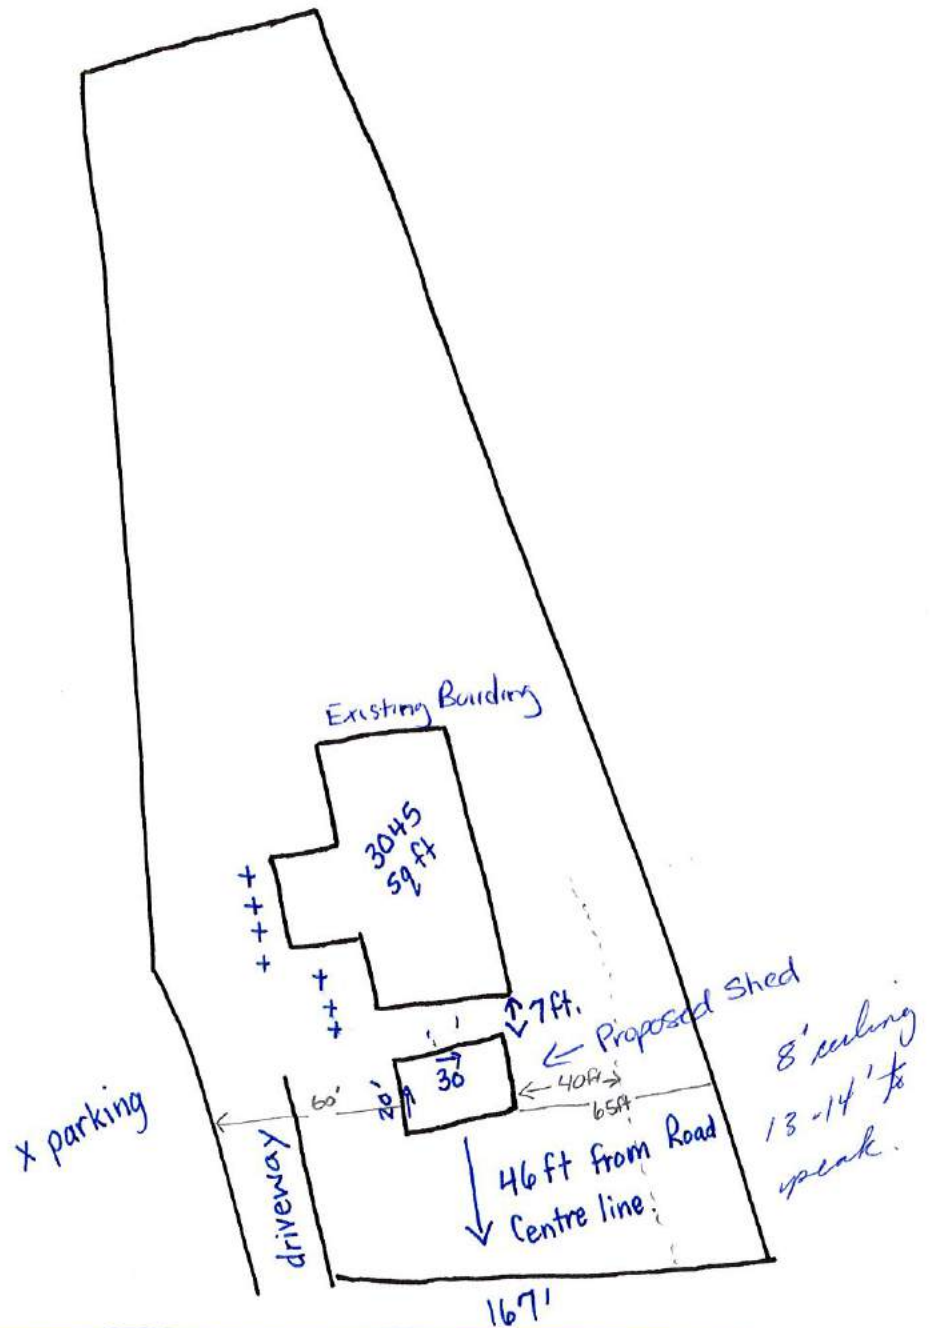 Existing Building
3045
sq ft
+
+
+
+
+
+
+
7ft.
Proposed Shed
30
20'
60'
40ft
65ft
8' ceiling
13-14' to
peak.
x parking
driveway
46 ft from Road
Centre line.
167'